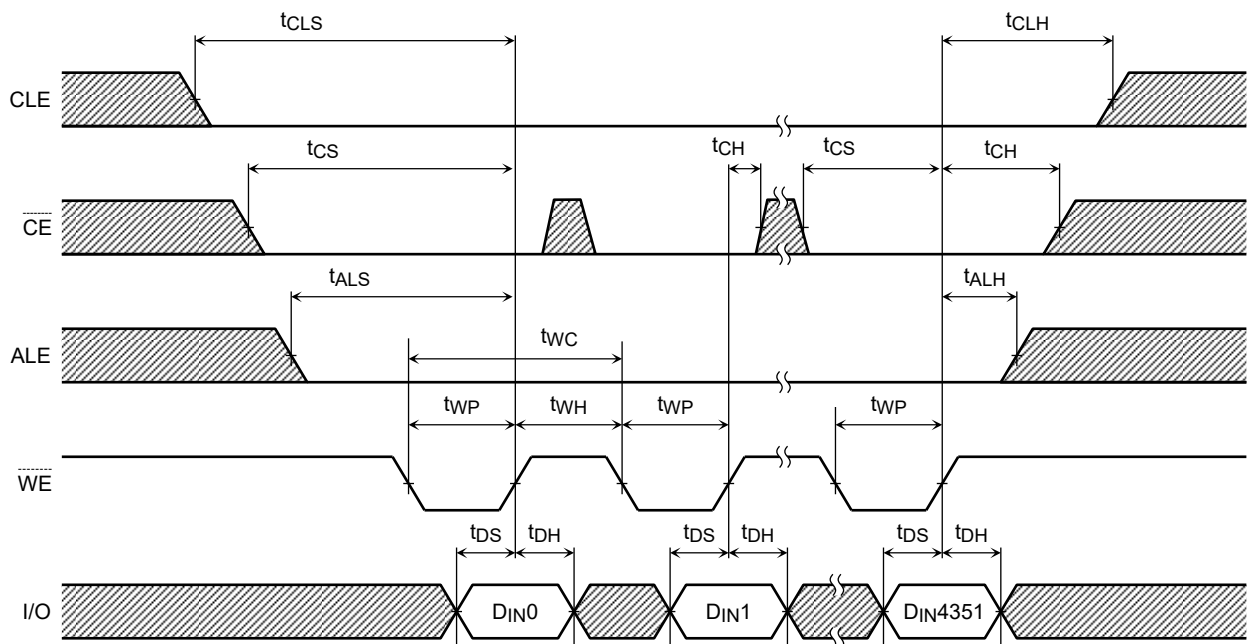 tCLS tCLH
CLE
tCS tCH tCS tCH
CE
tALS tALH
ALE
tWC
tWP tWH tWP tWP
WE
tDS tDH tDS tDH tDS tDH
I/O DIN0 DIN1 DIN4351